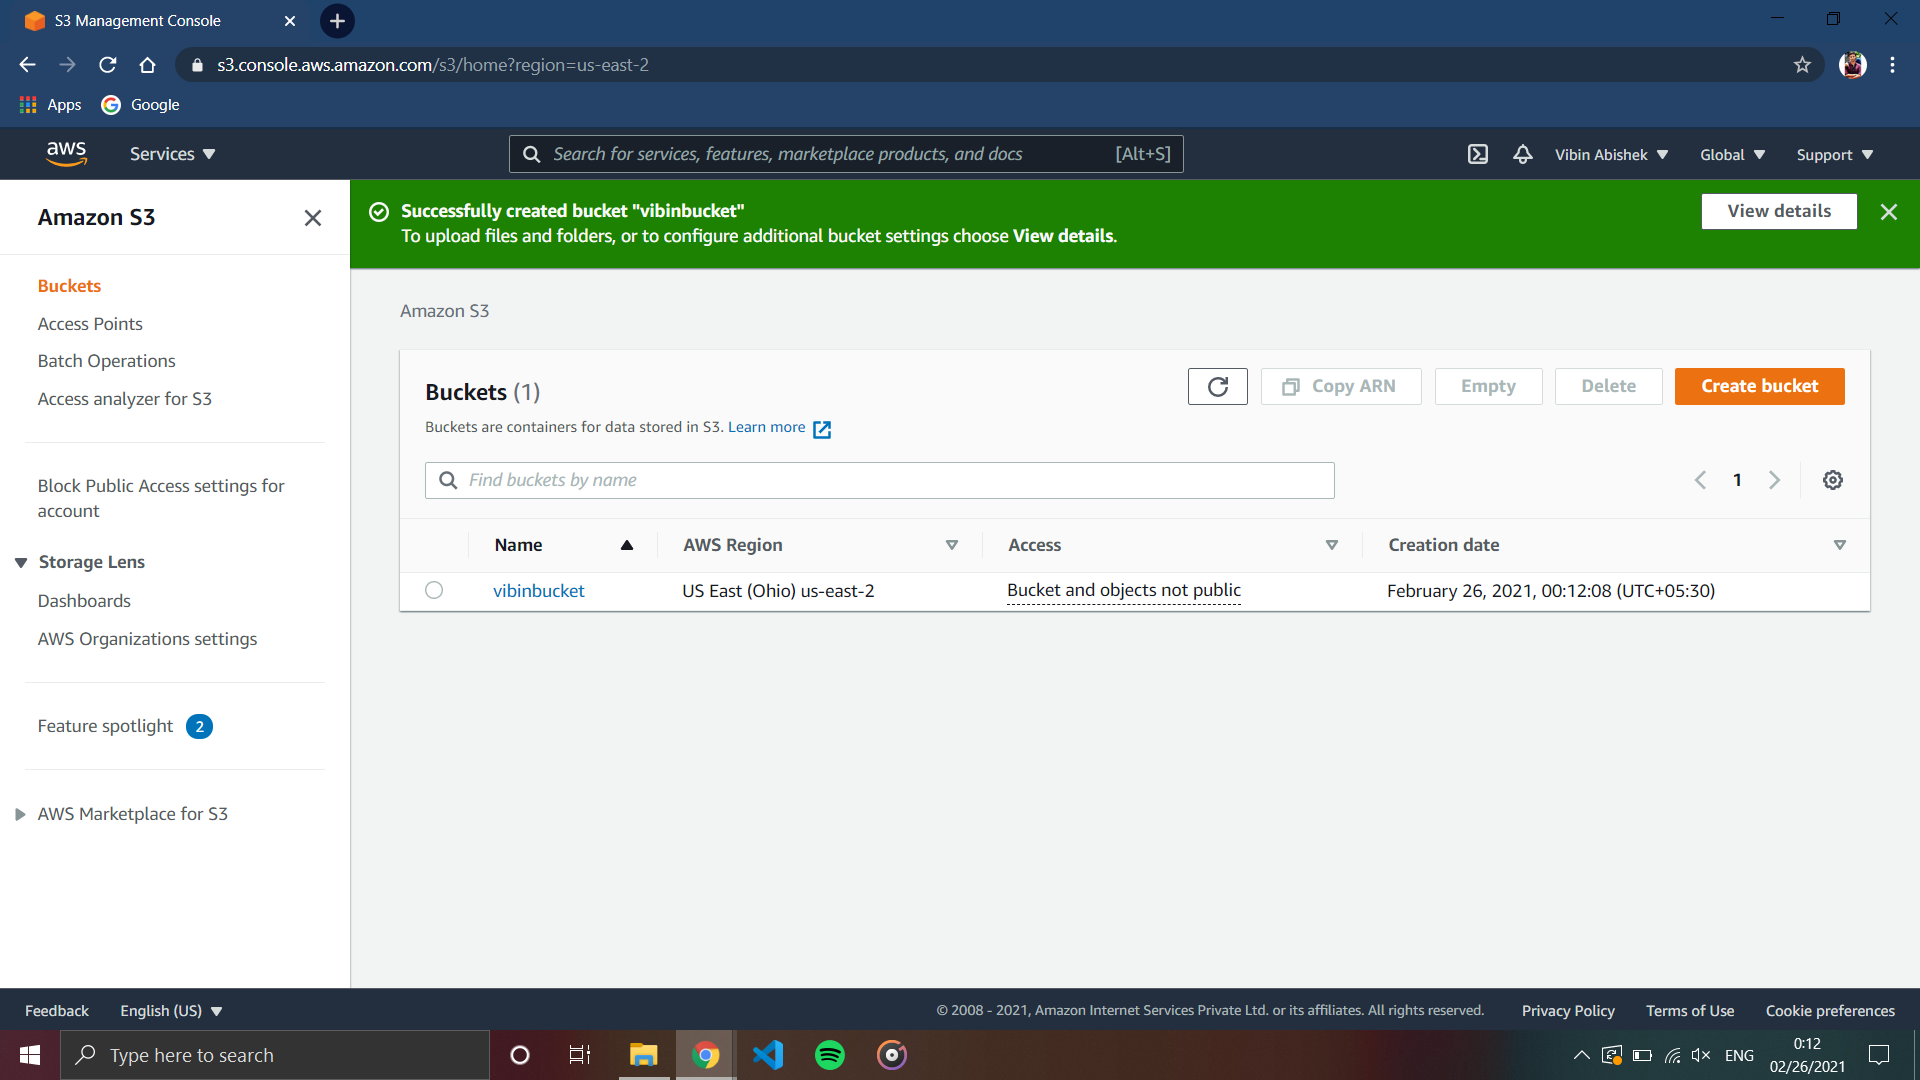 S3 Management Console
s3.console.aws.amazon.com/s3/home?region=us-east-2
Apps Google
aws Services Search for services, features, marketplace products, and docs [Alt+S] Vibin Abishek Global Support
Amazon S3
Buckets
Access Points
Batch Operations
Access analyzer for S3
Block Public Access settings for
account
Storage Lens
Dashboards
AWS Organizations settings
Feature spotlight 2
AWS Marketplace for S3
Successfully created bucket "vibinbucket"
To upload files and folders, or to configure additional bucket settings choose View details.
View details
Amazon S3
Buckets (1)
Copy ARN Empty Delete Create bucket
Buckets are containers for data stored in S3. Learn more
Find buckets by name
1
Name AWS Region Access Creation date
vibinbucket US East (Ohio) us-east-2 Bucket and objects not public February 26, 2021, 00:12:08 (UTC+05:30)
Feedback English (US) © 2008 - 2021, Amazon Internet Services Private Ltd. or its affiliates. All rights reserved. Privacy Policy Terms of Use Cookie preferences
Type here to search
ENG
0:12
02/26/2021